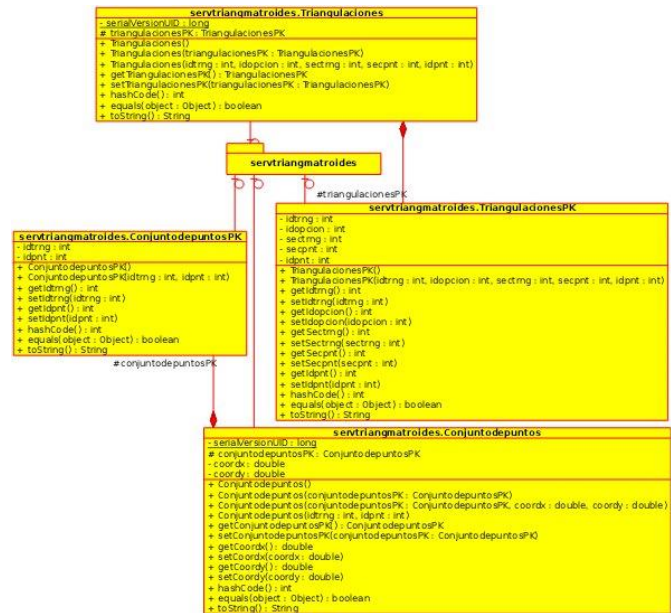 servtriangmatroides.Triangulaciones
- serialVersionUID : long
# triangulacionesPK : TriangulacionesPK
+ Triangulaciones()
+ Triangulaciones(triangulacionesPK : TriangulacionesPK)
+ Triangulaciones(idtrng : int, idopcion : int, sectrng : int, secpnt : int, idpnt : int)
+ getTriangulacionesPK() : TriangulacionesPK
+ setTriangulacionesPK(triangulacionesPK : TriangulacionesPK)
+ hashCode() : int
+ equals(object : Object) : boolean
+ toString() : String
servtriangmatroides
#triangulacionesPK
servtriangmatroides.TriangulacionesPK
- idtrng : int
- idopcion : int
- sectrng : int
- secpnt : int
- idpnt : int
+ TriangulacionesPK()
+ TriangulacionesPK(idtrng : int, idopcion : int, sectrng : int, secpnt : int, idpnt : int)
+ getIdtrng() : int
+ setIdtrng(idtrng : int)
+ getIdopcion() : int
+ setIdopcion(idopcion : int)
+ getSectrng() : int
+ setSectrng(sectrng : int)
+ getSecpnt() : int
+ setSecpnt(secpnt : int)
+ getIdpnt() : int
+ setIdpnt(idpnt : int)
+ hashCode() : int
+ equals(object : Object) : boolean
+ toString() : String
servtriangmatroides.ConjuntodepuntosPK
- idtrng : int
- idpnt : int
+ ConjuntodepuntosPK()
+ ConjuntodepuntosPK(idtrng : int, idpnt : int)
+ getIdtrng() : int
+ setIdtrng(idtrng : int)
+ getIdpnt() : int
+ setIdpnt(idpnt : int)
+ hashCode() : int
+ equals(object : Object) : boolean
+ toString() : String
# conjuntodepuntosPK
servtriangmatroides.Conjuntodepuntos
- serialVersionUID : long
# conjuntodepuntosPK : ConjuntodepuntosPK
- coordx : double
- coordy : double
+ Conjuntodepuntos()
+ Conjuntodepuntos(conjuntodepuntosPK : ConjuntodepuntosPK)
+ Conjuntodepuntos(conjuntodepuntosPK : ConjuntodepuntosPK, coordx : double, coordy : double)
+ Conjuntodepuntos(idtrng : int, idpnt : int)
+ getConjuntodepuntosPK() : ConjuntodepuntosPK
+ setConjuntodepuntosPK(conjuntodepuntosPK : ConjuntodepuntosPK)
+ getCoordx() : double
+ setCoordx(coordx : double)
+ getCoordy() : double
+ setCoordy(coordy : double)
+ hashCode() : int
+ equals(object : Object) : boolean
+ toString() : String